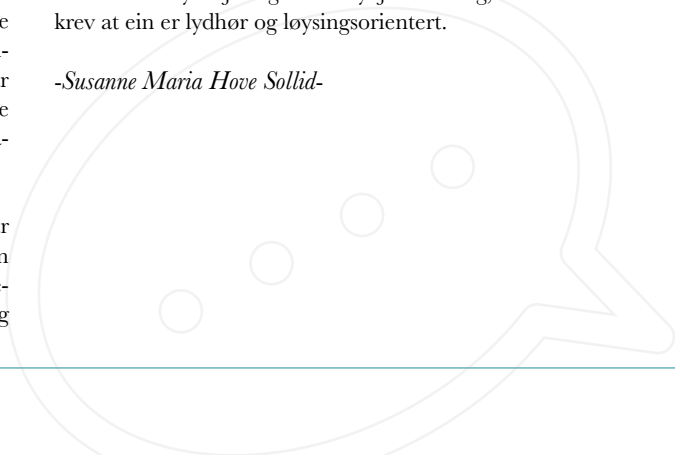 krev at ein er lydhør og løysingsorientert.
-Susanne Maria Hove Sollid-